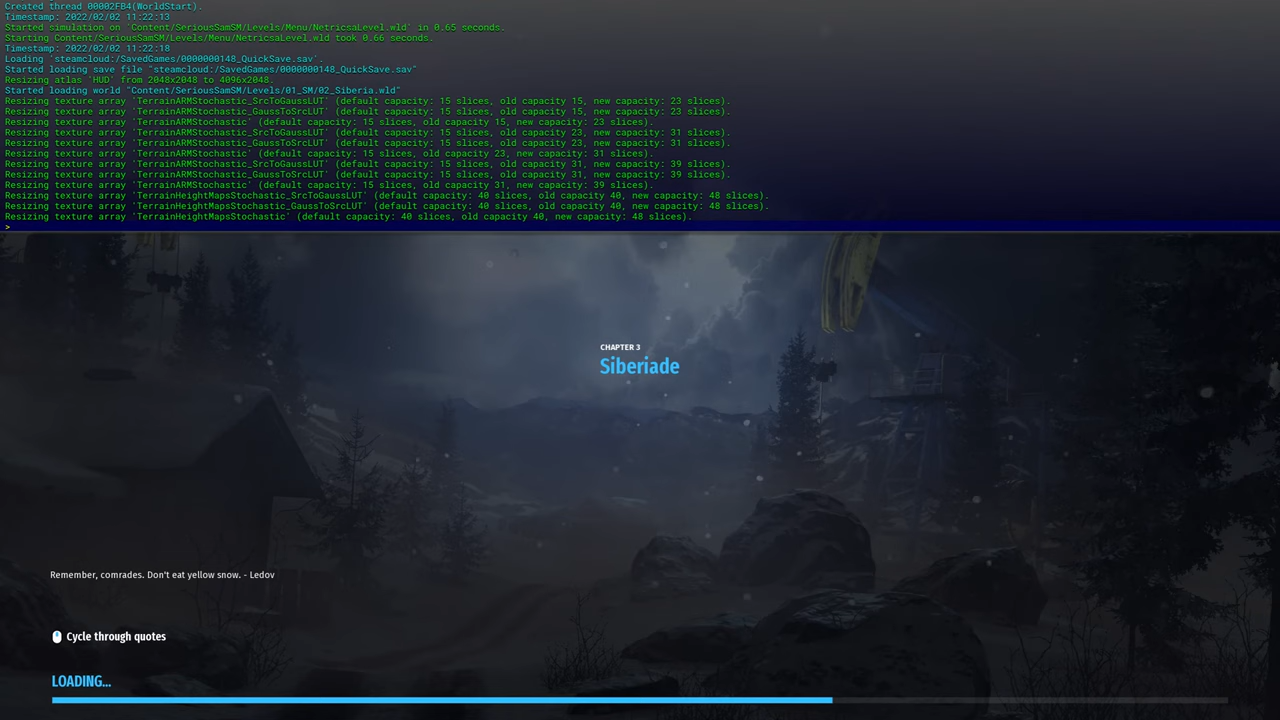 Created thread 00002FB4(WorldStart).
Timestamp: 2022/02/02 11:22:13
Started simulation on 'Content/SeriousSamSM/Levels/Menu/NetricsaLevel.wld' in 0.65 seconds.
Starting Content/SeriousSamSM/Levels/Menu/NetricsaLevel.wld took 0.66 seconds.
Timestamp: 2022/02/02 11:22:18
Loading 'steamcloud:/SavedGames/0000000148_QuickSave.sav'.
Started loading save file "steamcloud:/SavedGames/0000000148_QuickSave.sav"
Resizing atlas 'HUD' from 2048x2048 to 4096x2048.
Started loading world "Content/SeriousSamSM/Levels/01_SM/02_Siberia.wld"
Resizing texture array 'TerrainARMStochastic_SrcToGaussLUT' (default capacity: 15 slices, old capacity 15, new capacity: 23 slices).
Resizing texture array 'TerrainARMStochastic_GaussToSrcLUT' (default capacity: 15 slices, old capacity 15, new capacity: 23 slices).
Resizing texture array 'TerrainARMStochastic' (default capacity: 15 slices, old capacity 15, new capacity: 23 slices).
Resizing texture array 'TerrainARMStochastic_SrcToGaussLUT' (default capacity: 15 slices, old capacity 23, new capacity: 31 slices).
Resizing texture array 'TerrainARMStochastic_GaussToSrcLUT' (default capacity: 15 slices, old capacity 23, new capacity: 31 slices).
Resizing texture array 'TerrainARMStochastic' (default capacity: 15 slices, old capacity 23, new capacity: 31 slices).
Resizing texture array 'TerrainARMStochastic_SrcToGaussLUT' (default capacity: 15 slices, old capacity 31, new capacity: 39 slices).
Resizing texture array 'TerrainARMStochastic_GaussToSrcLUT' (default capacity: 15 slices, old capacity 31, new capacity: 39 slices).
Resizing texture array 'TerrainARMStochastic' (default capacity: 15 slices, old capacity 31, new capacity: 39 slices).
Resizing texture array 'TerrainHeightMapsStochastic_SrcToGaussLUT' (default capacity: 40 slices, old capacity 40, new capacity: 48 slices).
Resizing texture array 'TerrainHeightMapsStochastic_GaussToSrcLUT' (default capacity: 40 slices, old capacity 40, new capacity: 48 slices).
Resizing texture array 'TerrainHeightMapsStochastic' (default capacity: 40 slices, old capacity 40, new capacity: 48 slices).
>
CHAPTER 3
Siberiade
Remember, comrades. Don't eat yellow snow. - Ledov
Cycle through quotes
LOADING...